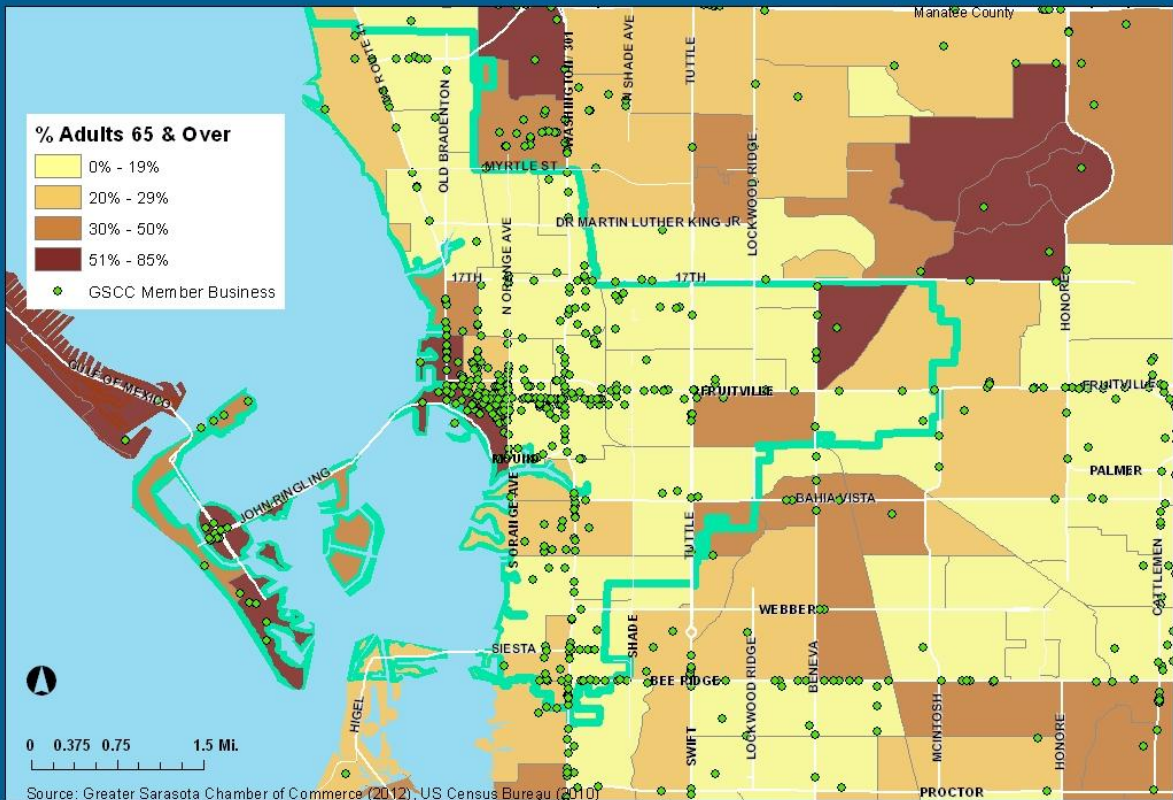 Manatee County
US ROUTE 41
OLD BRADENTON
WASHINGTON / 301
N SHADE AVE
TUTTLE
LOCKWOOD RIDGE
% Adults 65 & Over
0% - 19%
20% - 29%
30% - 50%
51% - 85%
GSCC Member Business
MYRTLE ST
DR MARTIN LUTHER KING JR
N ORANGE AVE
17TH
17TH
HONORE
GULF OF MEXICO
FRUITVILLE
FRUITVILLE
MOUND
PALMER
JOHN RINGLING
S ORANGE AVE
BAHIA VISTA
TUTTLE
CATTLEMEN
WEBBER
SHADE
SIESTA
BEE RIDGE
HIGEL
SWIFT
LOCKWOOD RIDGE
BENEVA
MCINTOSH
HONORE
0 0.375 0.75 1.5 Mi.
PROCTOR
Source: Greater Sarasota Chamber of Commerce (2012), US Census Bureau (2010)